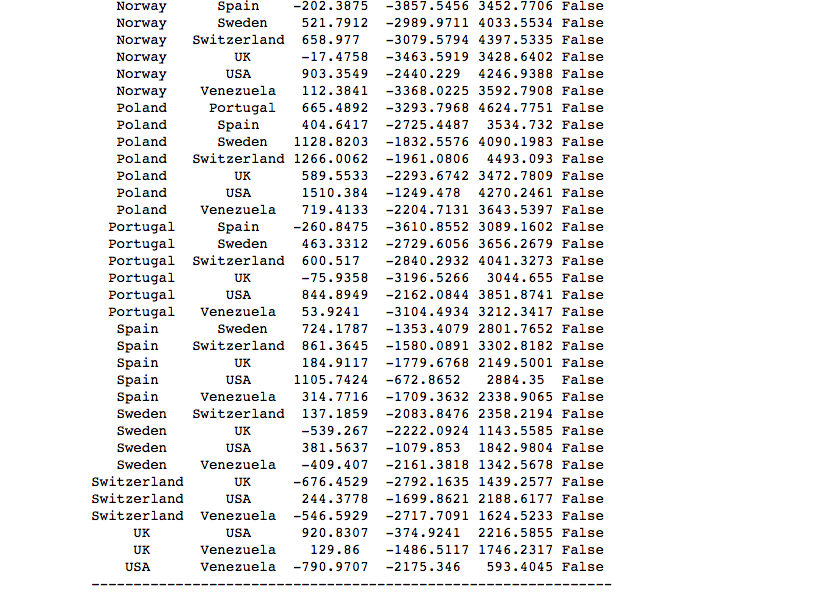 Norway Spain -202.3875 -3857.5456 3452.7706 False
Norway Sweden 521.7912 -2989.9711 4033.5534 False
Norway Switzerland 658.977 -3079.5794 4397.5335 False
Norway UK -17.4758 -3463.5919 3428.6402 False
Norway USA 903.3549 -2440.229 4246.9388 False
Norway Venezuela 112.3841 -3368.0225 3592.7908 False
Poland Portugal 665.4892 -3293.7968 4624.7751 False
Poland Spain 404.6417 -2725.4487 3534.732 False
Poland Sweden 1128.8203 -1832.5576 4090.1983 False
Poland Switzerland 1266.0062 -1961.0806 4493.093 False
Poland UK 589.5533 -2293.6742 3472.7809 False
Poland USA 1510.384 -1249.478 4270.2461 False
Poland Venezuela 719.4133 -2204.7131 3643.5397 False
Portugal Spain -260.8475 -3610.8552 3089.1602 False
Portugal Sweden 463.3312 -2729.6056 3656.2679 False
Portugal Switzerland 600.517 -2840.2932 4041.3273 False
Portugal UK -75.9358 -3196.5266 3044.655 False
Portugal USA 844.8949 -2162.0844 3851.8741 False
Portugal Venezuela 53.9241 -3104.4934 3212.3417 False
Spain Sweden 724.1787 -1353.4079 2801.7652 False
Spain Switzerland 861.3645 -1580.0891 3302.8182 False
Spain UK 184.9117 -1779.6768 2149.5001 False
Spain USA 1105.7424 -672.8652 2884.35 False
Spain Venezuela 314.7716 -1709.3632 2338.9065 False
Sweden Switzerland 137.1859 -2083.8476 2358.2194 False
Sweden UK -539.267 -2222.0924 1143.5585 False
Sweden USA 381.5637 -1079.853 1842.9804 False
Sweden Venezuela -409.407 -2161.3818 1342.5678 False
Switzerland UK -676.4529 -2792.1635 1439.2577 False
Switzerland USA 244.3778 -1699.8621 2188.6177 False
Switzerland Venezuela -546.5929 -2717.7091 1624.5233 False
UK USA 920.8307 -374.9241 2216.5855 False
UK Venezuela 129.86 -1486.5117 1746.2317 False
USA Venezuela -790.9707 -2175.346 593.4045 False
--------------------------------------------------------------